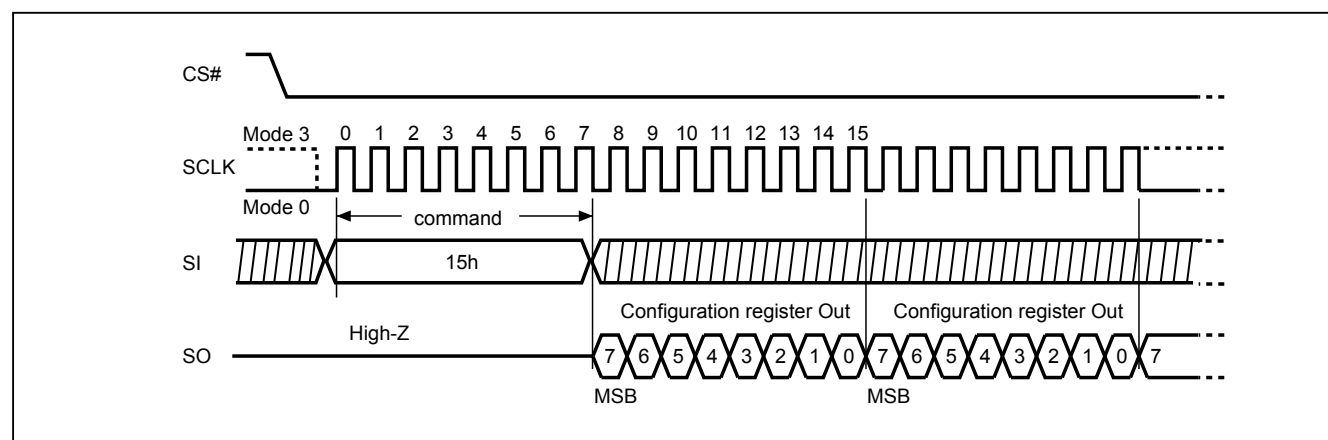 CS#
Mode 3 0 1 2 3 4 5 6 7 8 9 10 11 12 13 14 15
SCLK
Mode 0
command
SI 15h
Configuration register Out Configuration register Out
High-Z
SO 7 6 5 4 3 2 1 0 7 6 5 4 3 2 1 0 7
MSB MSB